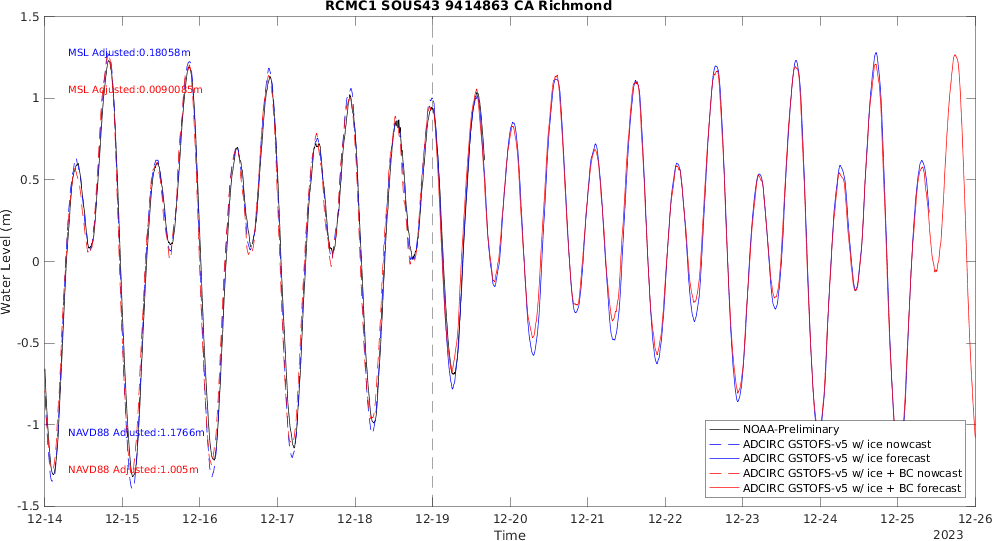 RCMC1 SOUS43 9414863 CA Richmond
1.5
MSL Adjusted:0.18058m
MSL Adjusted:0.0090085m
1
0.5
0
-0.5
-1
-1.5
Water Level (m)
NAVD88 Adjusted:1.1766m
NAVD88 Adjusted:1.005m
NOAA-Preliminary
ADCIRC GSTOFS-v5 w/ ice nowcast
ADCIRC GSTOFS-v5 w/ ice forecast
ADCIRC GSTOFS-v5 w/ ice + BC nowcast
ADCIRC GSTOFS-v5 w/ ice + BC forecast
12-14 12-15 12-16 12-17 12-18 12-19 12-20 12-21 12-22 12-23 12-24 12-25 12-26
Time
2023